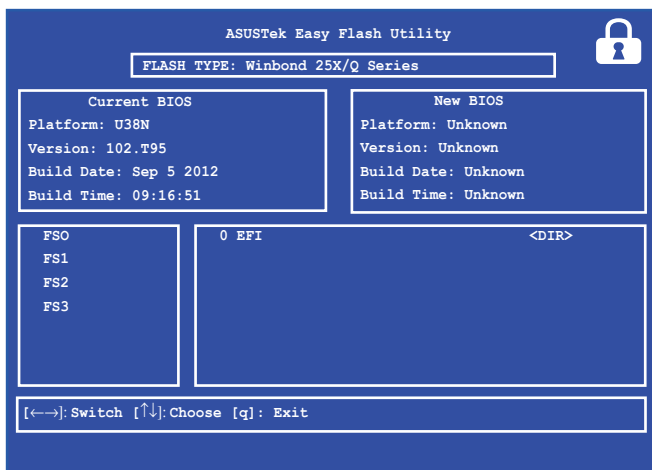 ASUSTek Easy Flash Utility
FLASH TYPE: Winbond 25X/Q Series
Current BIOS
Platform: U38N
Version: 102.T95
Build Date: Sep 5 2012
Build Time: 09:16:51
New BIOS
Platform: Unknown
Version: Unknown
Build Date: Unknown
Build Time: Unknown
FSO
FS1
FS2
FS3
0 EFI <DIR>
[←→]: Switch [↑↓]: Choose [q]: Exit